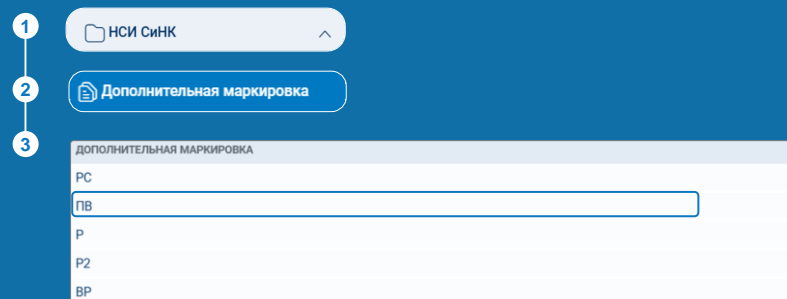 1
НСИ СиНК
2
Дополнительная маркировка
3
ДОПОЛНИТЕЛЬНАЯ МАРКИРОВКА
РС
ПВ
Р
Р2
ВР